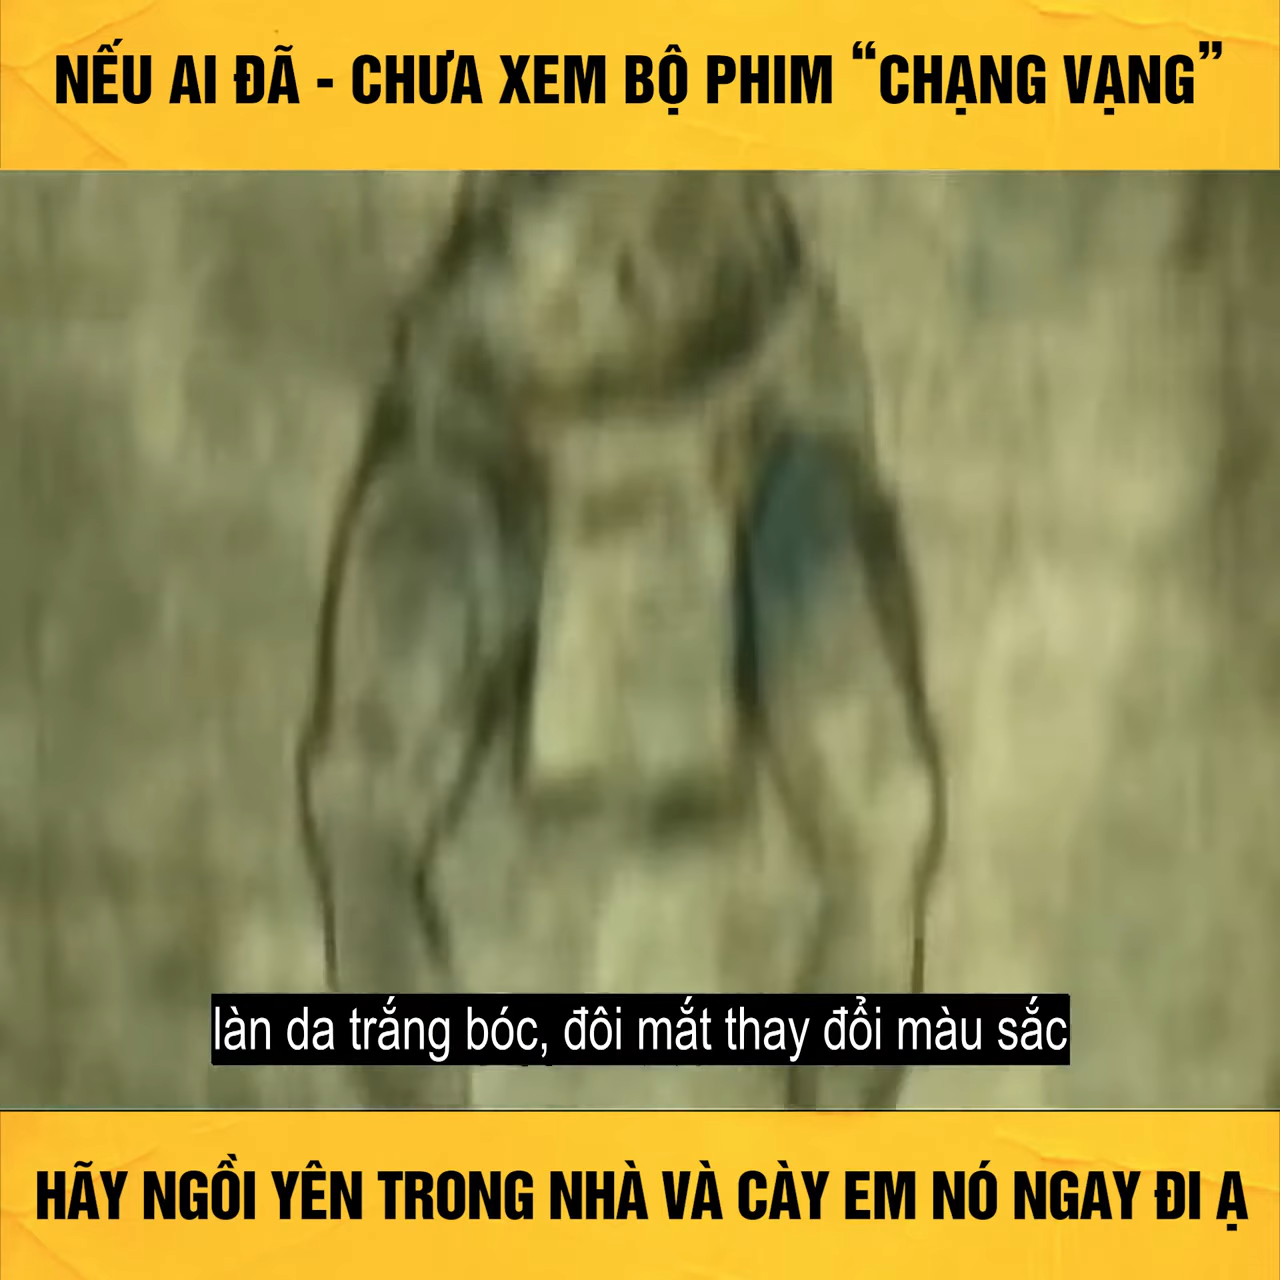 NẾU AI ĐÃ - CHƯA XEM BỘ PHIM “CHẠNG VẠNG”
làn da trắng bóc, đôi mắt thay đổi màu sắc
HÃY NGỒI YÊN TRONG NHÀ VÀ CÀY EM NÓ NGAY ĐI Ạ